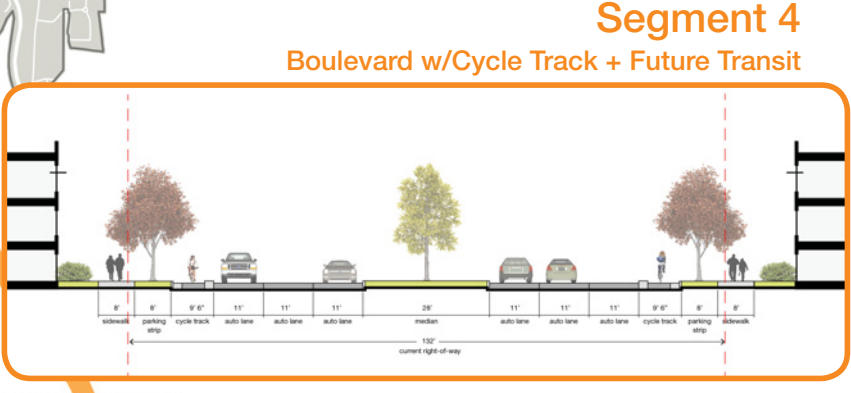 Segment 4
Boulevard w/Cycle Track + Future Transit
8' 8' 9' 6" 11' 11' 11' 28' 11' 11' 11' 9' 6" 8' 8'
sidewalk parking strip cycle track auto lane auto lane auto lane median auto lane auto lane auto lane cycle track parking strip sidewalk
132'
current right-of-way